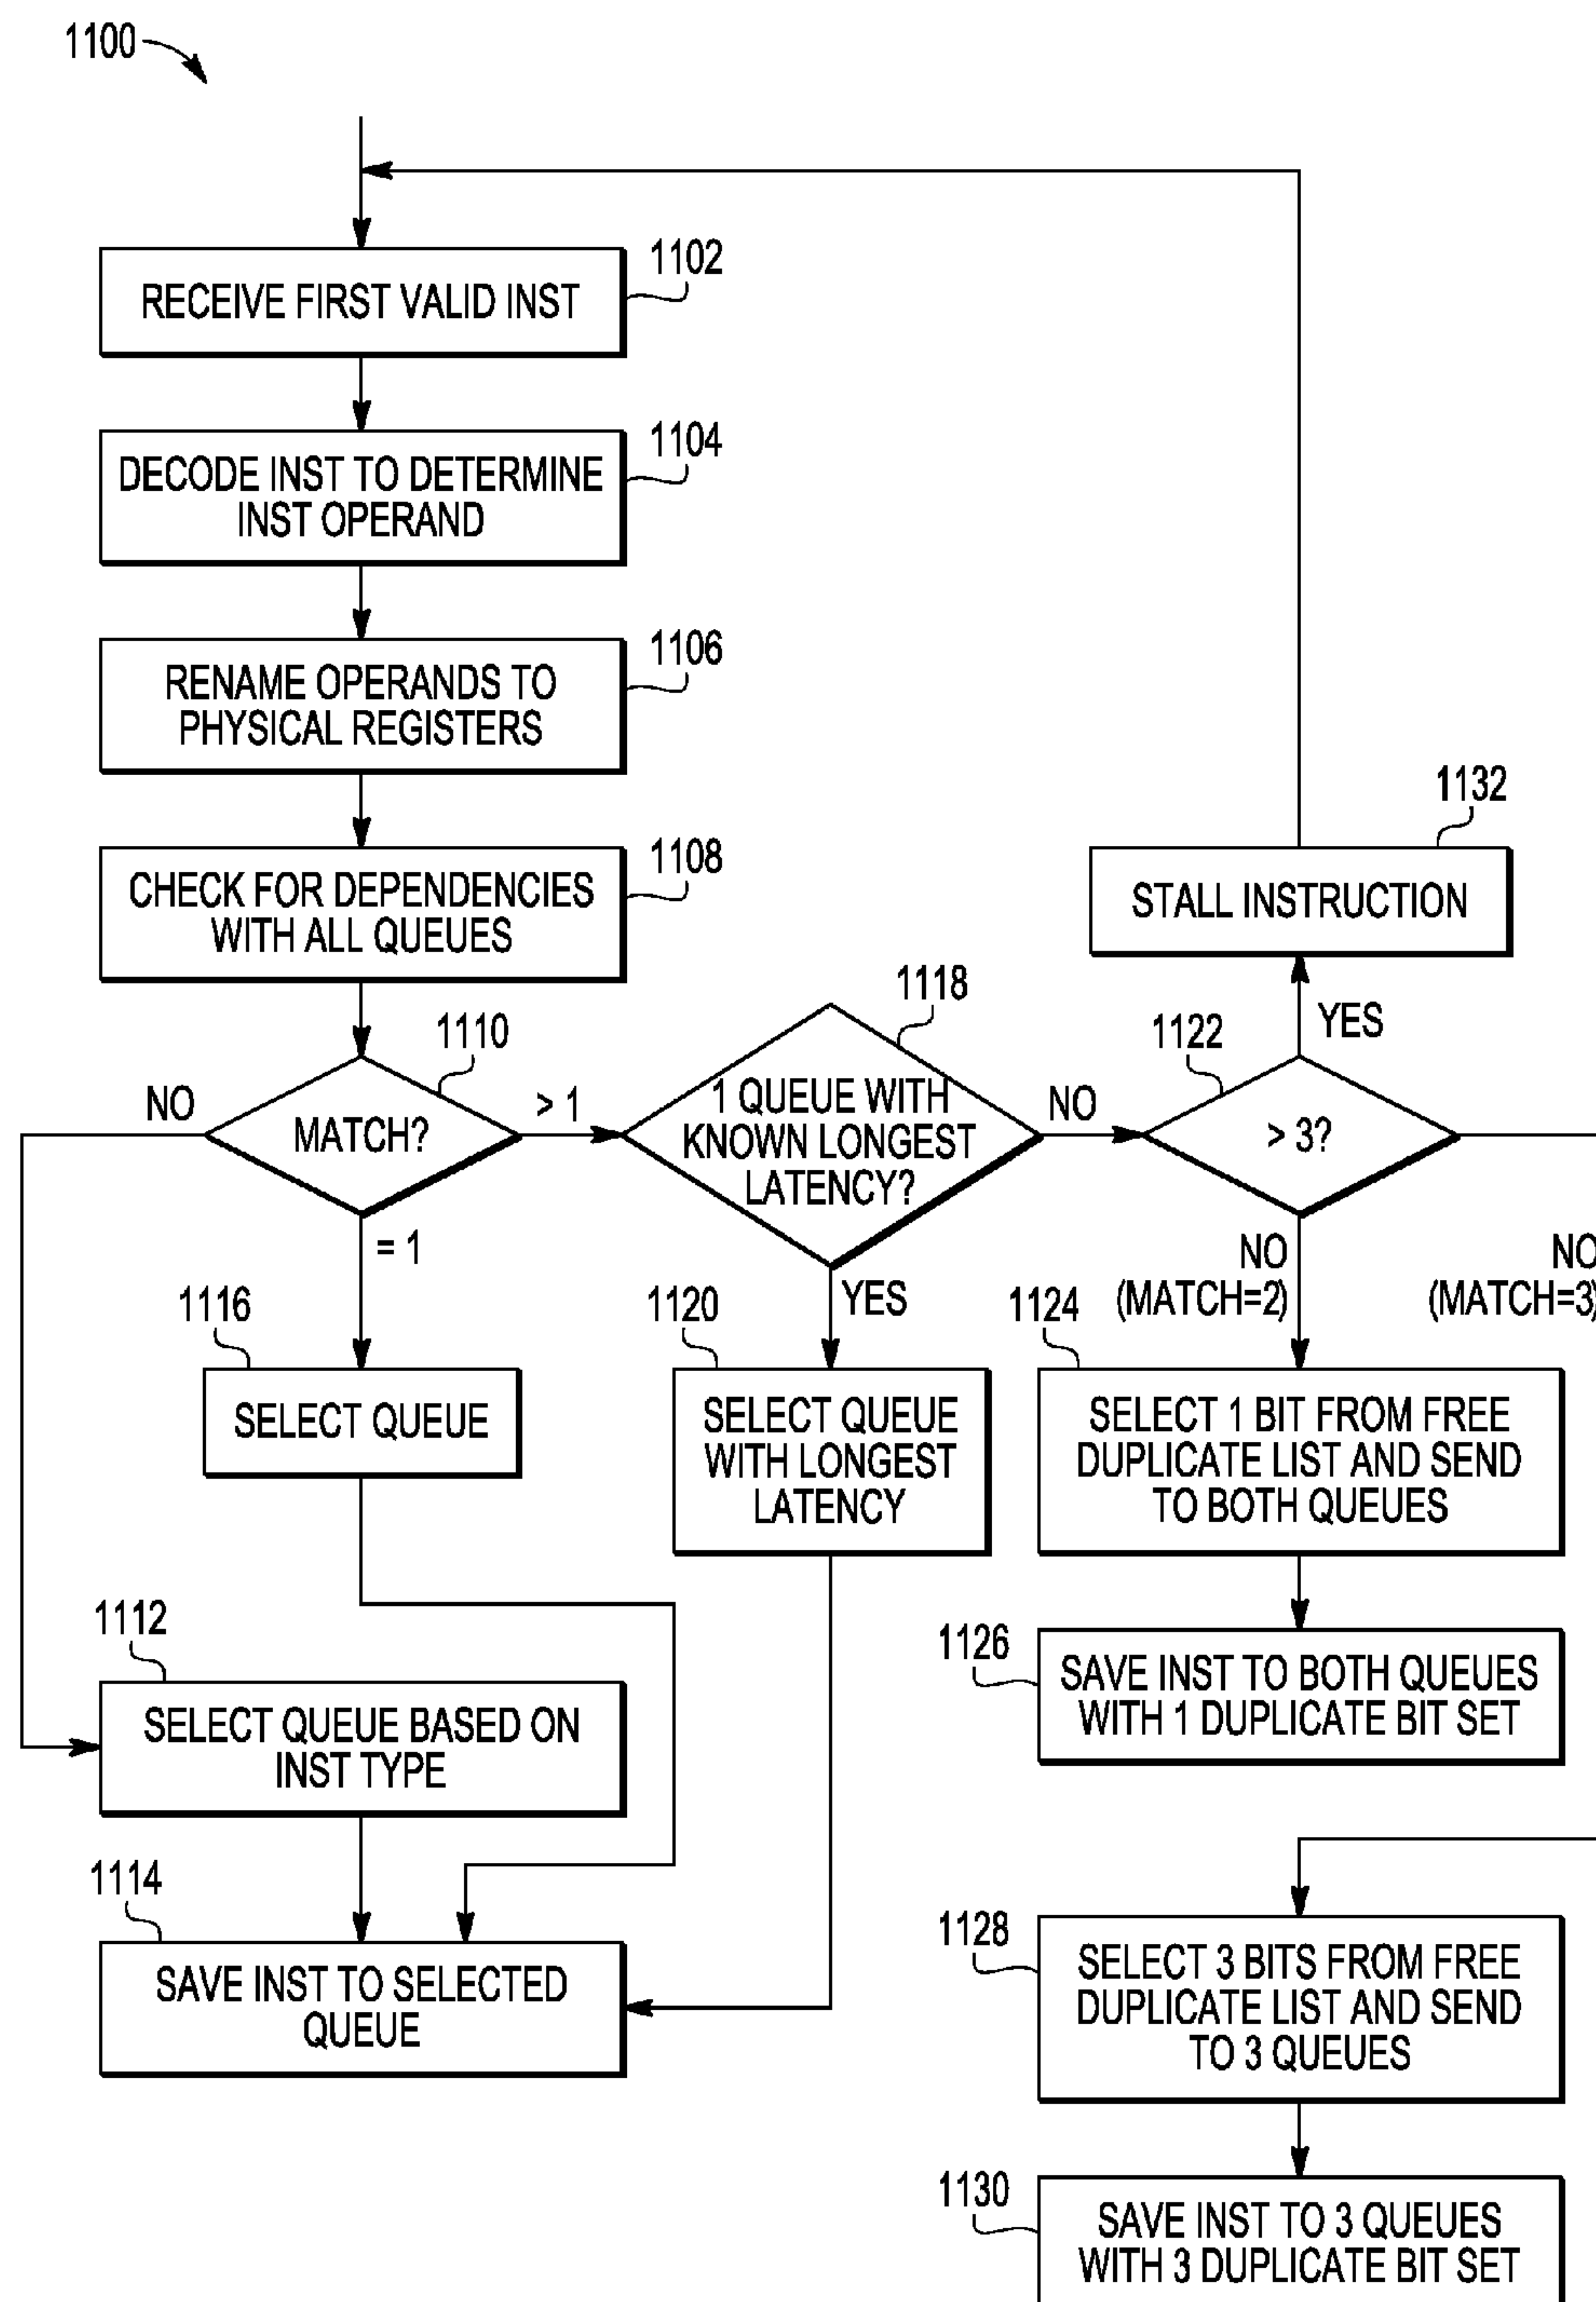 1100
1102
RECEIVE FIRST VALID INST
1104
DECODE INST TO DETERMINE
INST OPERAND
1106
RENAME OPERANDS TO
PHYSICAL REGISTERS
1108
CHECK FOR DEPENDENCIES
WITH ALL QUEUES
1132
STALL INSTRUCTION
YES
1110
NO
MATCH?
> 1
= 1
1118
1 QUEUE WITH
KNOWN LONGEST
LATENCY?
NO
YES
1122
> 3?
NO
(MATCH=2)
NO
(MATCH=3)
1116
SELECT QUEUE
1120
SELECT QUEUE
WITH LONGEST
LATENCY
1124
SELECT 1 BIT FROM FREE
DUPLICATE LIST AND SEND
TO BOTH QUEUES
1112
SELECT QUEUE BASED ON
INST TYPE
1126
SAVE INST TO BOTH QUEUES
WITH 1 DUPLICATE BIT SET
1114
SAVE INST TO SELECTED
QUEUE
1128
SELECT 3 BITS FROM FREE
DUPLICATE LIST AND SEND
TO 3 QUEUES
1130
SAVE INST TO 3 QUEUES
WITH 3 DUPLICATE BIT SET